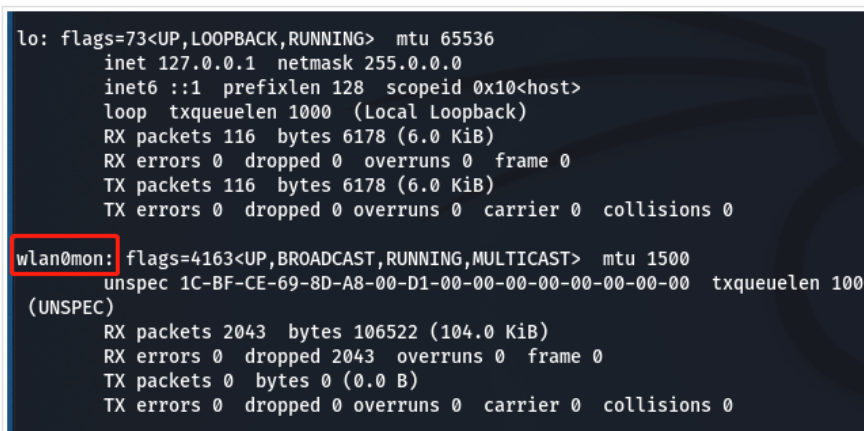 lo: flags=73<UP,LOOPBACK,RUNNING>  mtu 65536
        inet 127.0.0.1  netmask 255.0.0.0
        inet6 ::1  prefixlen 128  scopeid 0x10<host>
        loop  txqueuelen 1000  (Local Loopback)
        RX packets 116  bytes 6178 (6.0 KiB)
        RX errors 0  dropped 0  overruns 0  frame 0
        TX packets 116  bytes 6178 (6.0 KiB)
        TX errors 0  dropped 0 overruns 0  carrier 0  collisions 0

wlan0mon: flags=4163<UP,BROADCAST,RUNNING,MULTICAST>  mtu 1500
        unspec 1C-BF-CE-69-8D-A8-00-D1-00-00-00-00-00-00-00-00  txqueuelen 100
 (UNSPEC)
        RX packets 2043  bytes 106522 (104.0 KiB)
        RX errors 0  dropped 2043  overruns 0  frame 0
        TX packets 0  bytes 0 (0.0 B)
        TX errors 0  dropped 0 overruns 0  carrier 0  collisions 0